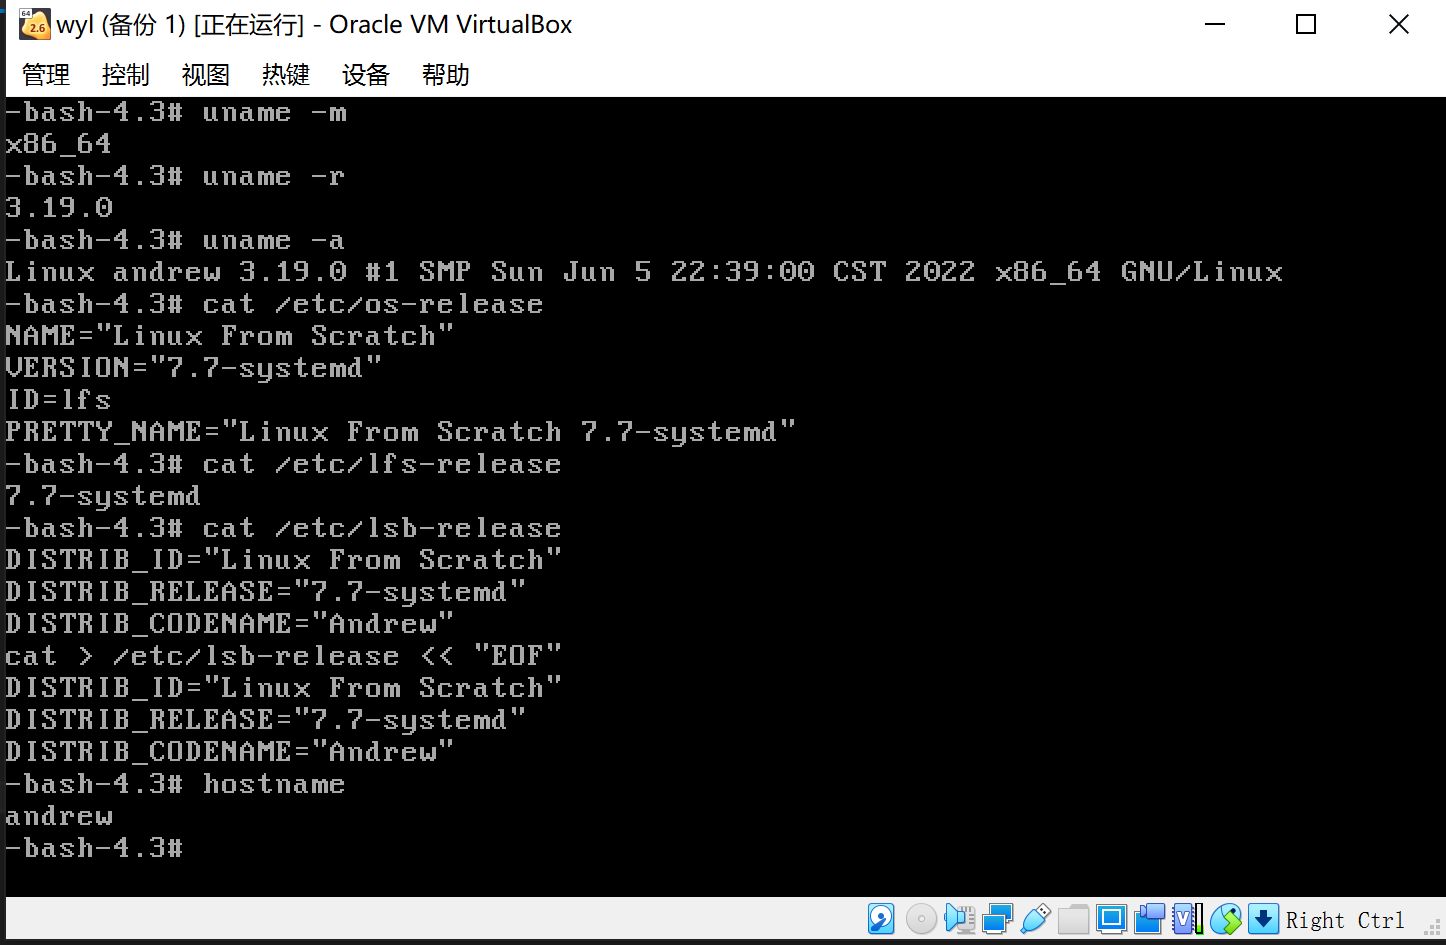 64
2.6
wyl (备份 1) [正在运行] - Oracle VM VirtualBox
管理 控制 视图 热键 设备 帮助
-bash-4.3# uname -m
x86_64
-bash-4.3# uname -r
3.19.0
-bash-4.3# uname -a
Linux andrew 3.19.0 #1 SMP Sun Jun 5 22:39:00 CST 2022 x86_64 GNU/Linux
-bash-4.3# cat /etc/os-release
NAME="Linux From Scratch"
VERSION="7.7-systemd"
ID=lfs
PRETTY_NAME="Linux From Scratch 7.7-systemd"
-bash-4.3# cat /etc/lfs-release
7.7-systemd
-bash-4.3# cat /etc/lsb-release
DISTRIB_ID="Linux From Scratch"
DISTRIB_RELEASE="7.7-systemd"
DISTRIB_CODENAME="Andrew"
cat > /etc/lsb-release << "EOF"
DISTRIB_ID="Linux From Scratch"
DISTRIB_RELEASE="7.7-systemd"
DISTRIB_CODENAME="Andrew"
-bash-4.3# hostname
andrew
-bash-4.3#
V
Right Ctrl